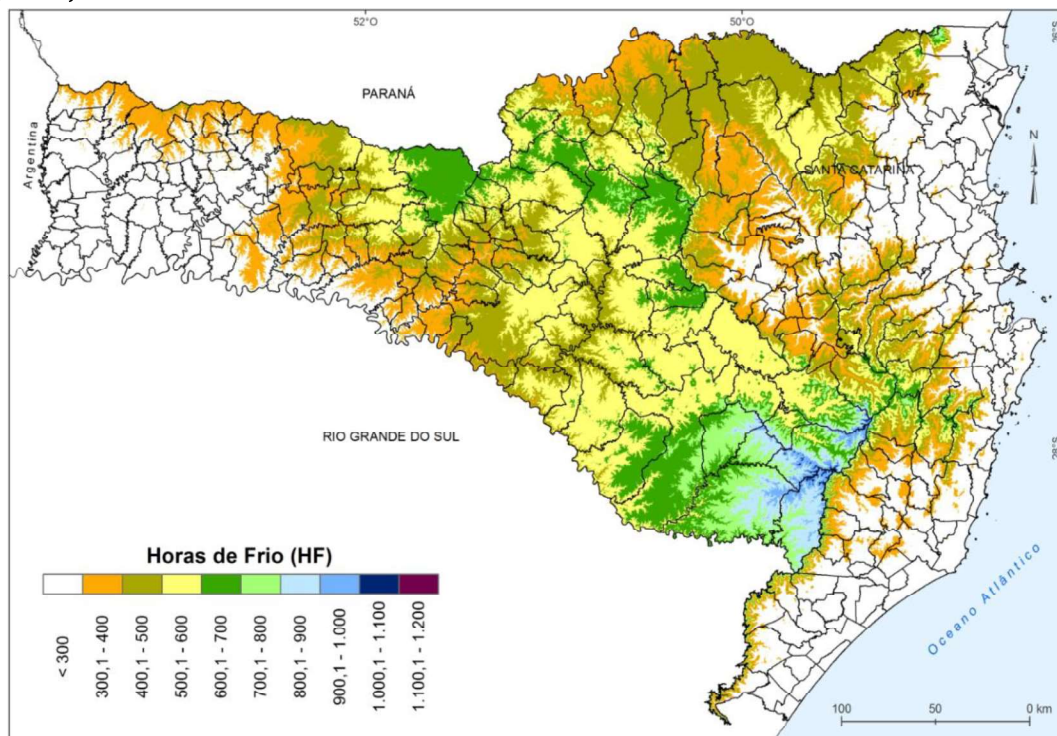 52°O
50°O
26°S
PARANÁ
Argentina
N
SANTA CATARINA
28°S
RIO GRANDE DO SUL
Horas de Frio (HF)
< 300
300,1 - 400
400,1 - 500
500,1 - 600
600,1 - 700
700,1 - 800
800,1 - 900
900,1 - 1.000
1.000,1 - 1.100
1.100,1 - 1.200
Oceano Atlântico
100 50 0 km